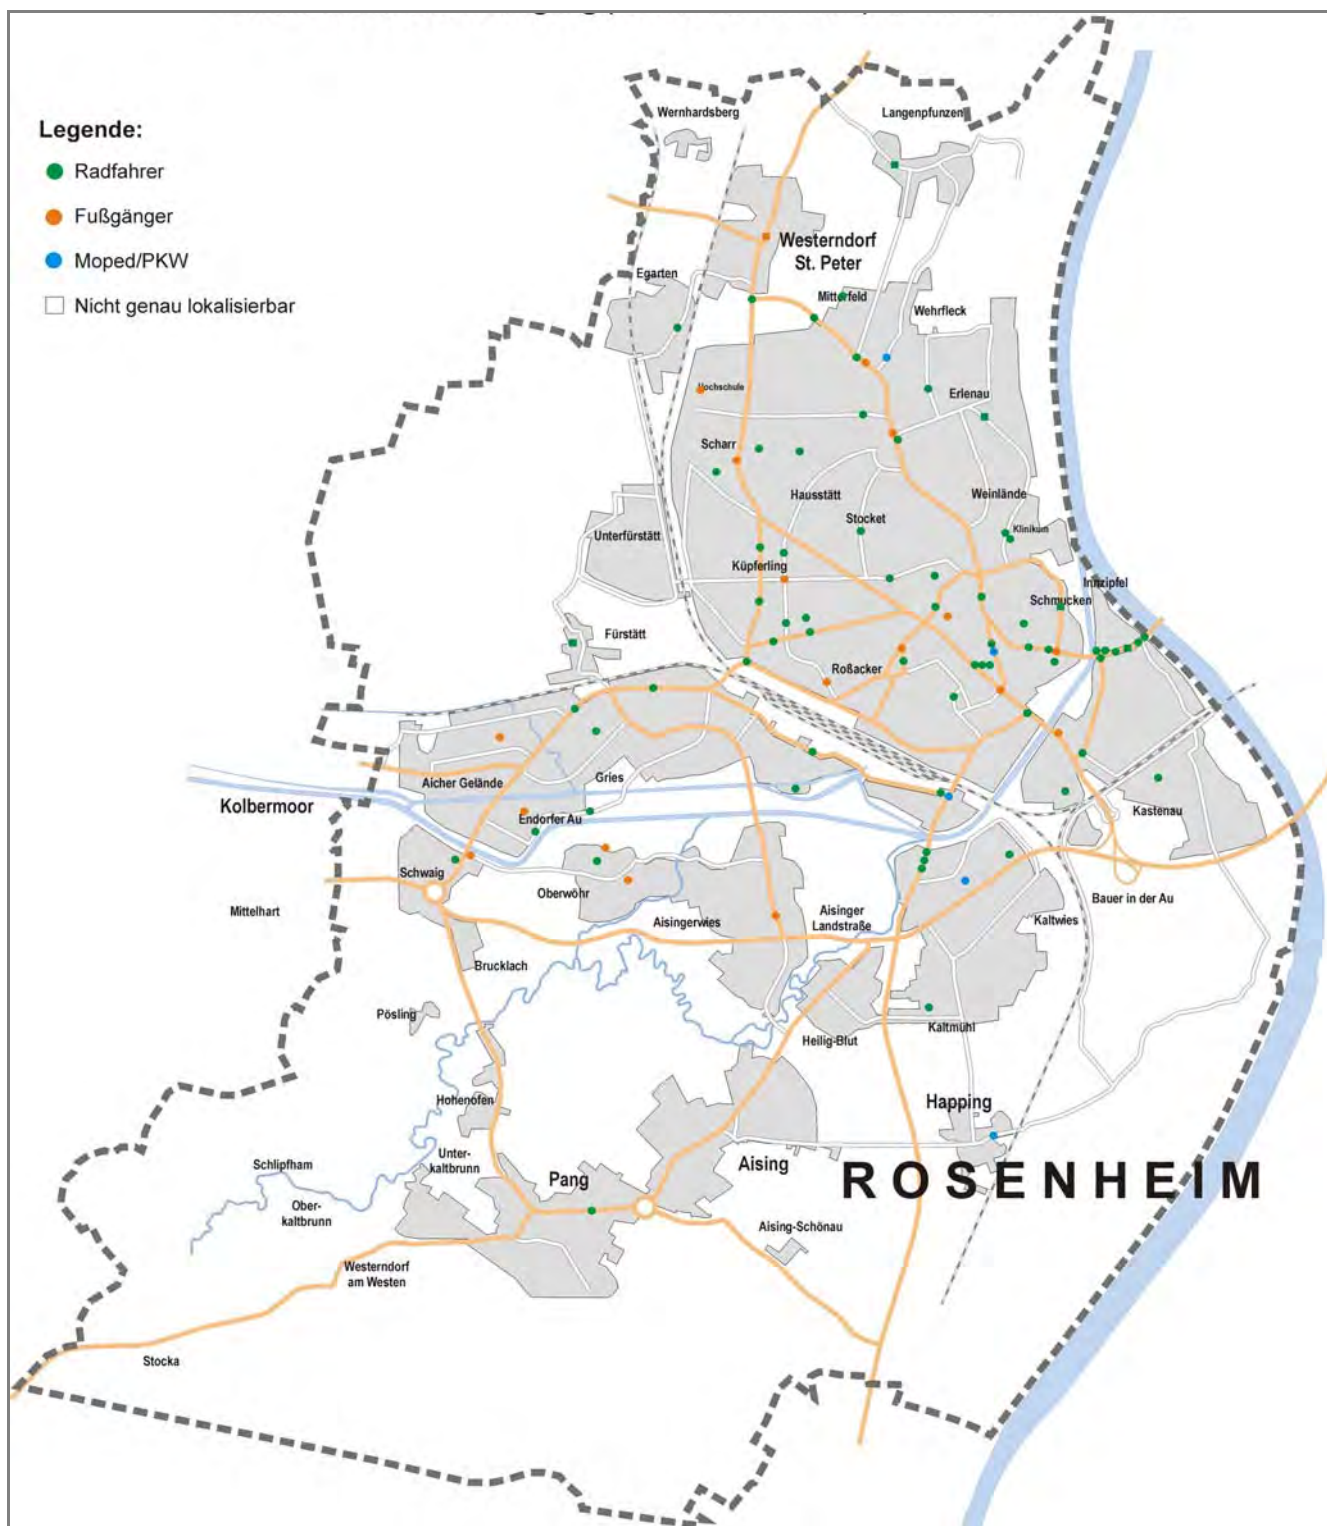 Legende:
Radfahrer
Fußgänger
Moped/PKW
Nicht genau lokalisierbar
Wernhardsberg
Langenpfunzen
Westerndorf
St. Peter
Egarten
Mitterfeld
Wehrfleck
Hochschule
Erlenau
Scharr
Hausstätt
Weinlände
Stocket
Klinikum
Unterfürstätt
Küpferling
Innzipfel
Schmucken
Fürstätt
Roßacker
Aicher Gelände
Gries
Kolbermoor
Endorfer Au
Kastenau
Schwaig
Oberwöhr
Bauer in der Au
Mittelhart
Aisingerwies
Aisinger
Landstraße
Kaltwies
Brucklach
Pösling
Kaltmühl
Heilig-Blut
Hohenofen
Happing
Unter-
kaltbrunn
Schlipfham
Pang
Aising
ROSENHEIM
Ober-
kaltbrunn
Aising-Schönau
Westerndorf
am Westen
Stocka